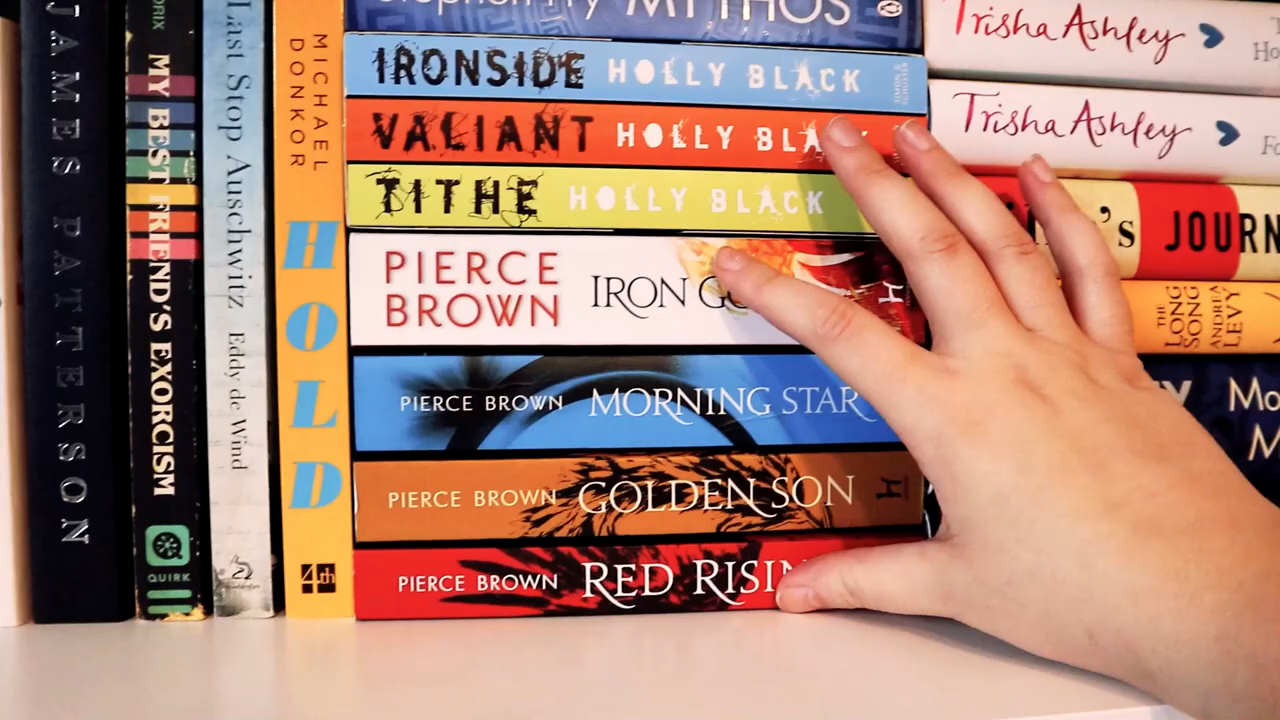 JAMES PATTERSON
MY BEST FRIEND'S EXORCISM
QUIRK
Last Stop Auschwitz Eddy de Wind
MICHAEL
DONKOR
HOLD
4th
MYTHOS
IRONSIDE HOLLY BLACK
VALIANT HOLLY BLA
TITHE HOLLY BLACK
PIERCE
BROWN
IRON G
H
PIERCE BROWN MORNING STAR
PIERCE BROWN GOLDEN SON
H
PIERCE BROWN RED RISIN
Trisha Ashley
Trisha Ashley
's JOURN
THE
LONG
SONG
ANDREA
LEVY
Mo
M